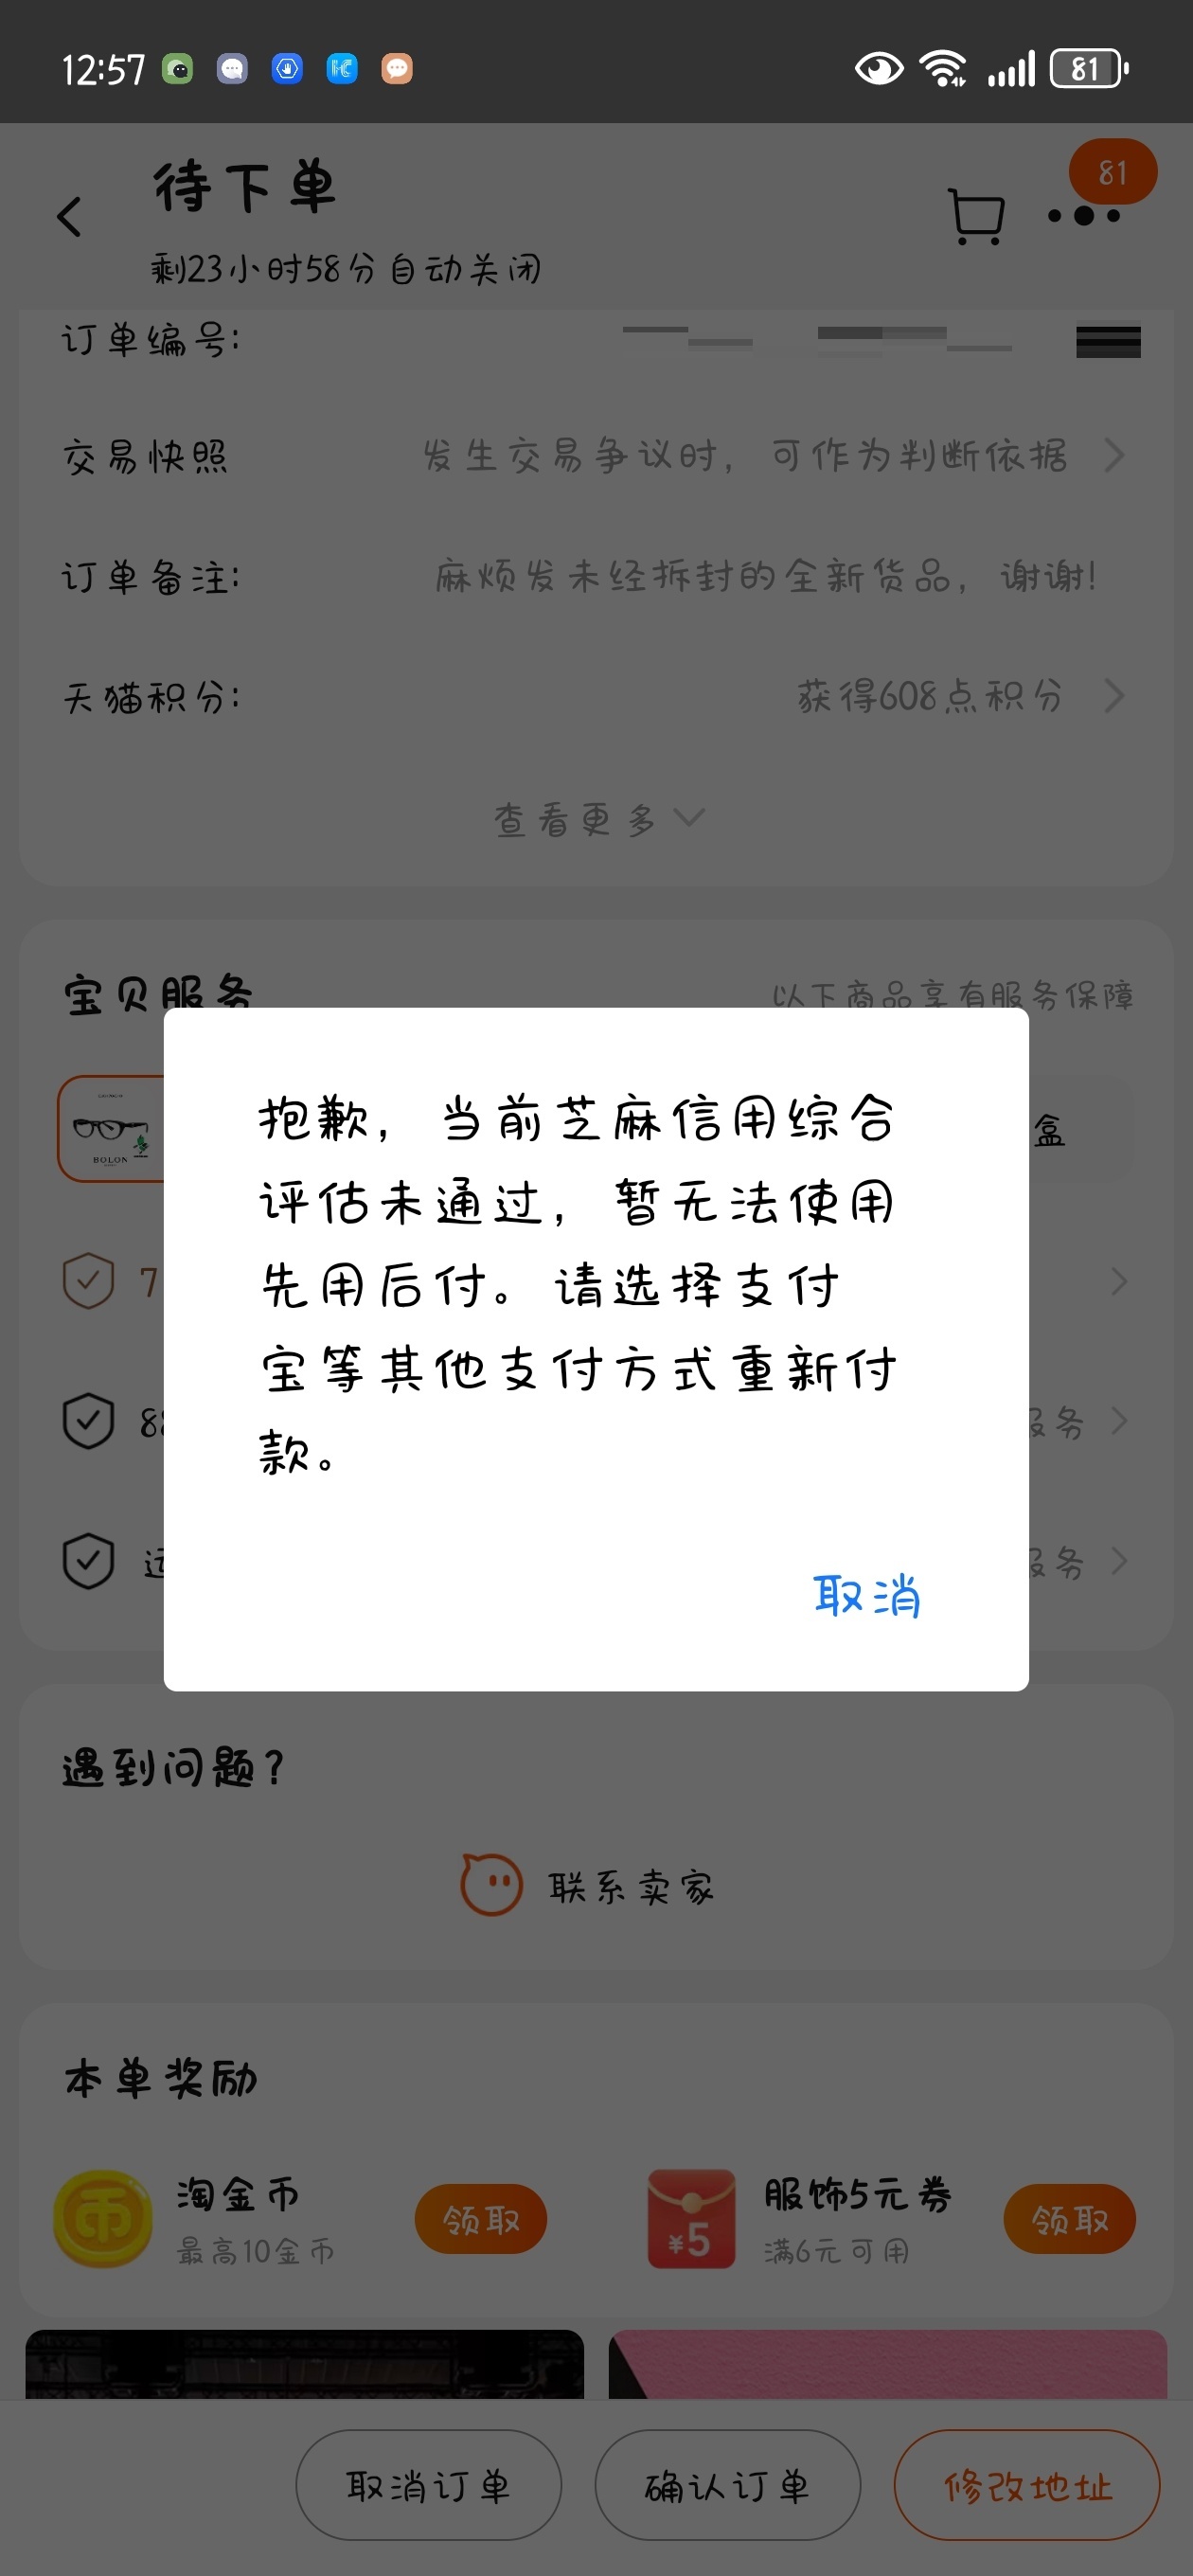 12:57
81
待下单
81
剩23小时58分自动关闭
订单编号:
交易快照 发生交易争议时，可作为判断依据
订单备注: 麻烦发未经拆封的全新货品，谢谢!
天猫积分: 获得608点积分
查看更多
宝贝服务 以下商品享有服务保障
BOLON
盒
7
务
务
抱歉，当前芝麻信用综合
评估未通过，暂无法使用
先用后付。请选择支付
宝等其他支付方式重新付
款。
取消
遇到问题?
联系卖家
本单奖励
淘金币 领取
最高10金币
¥5
服饰5元券 领取
满6元可用
取消订单 确认订单 修改地址